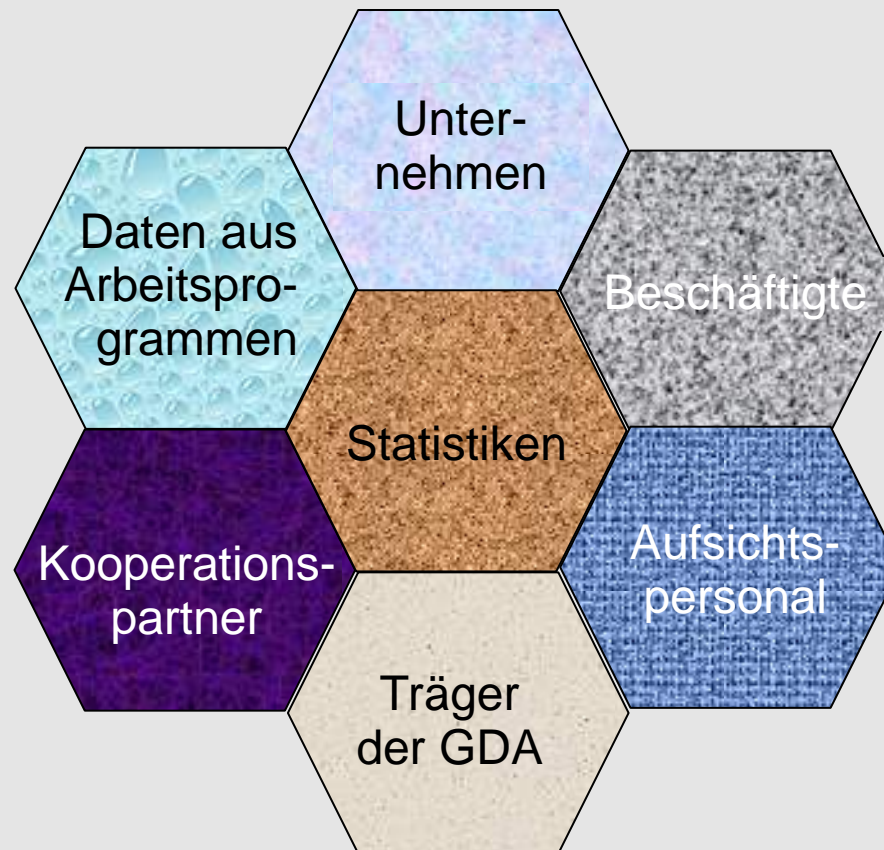 Unter-
nehmen
Daten aus
Arbeitspro-
grammen
Beschäftigte
Statistiken
Kooperations-
partner
Aufsichts-
personal
Träger
der GDA